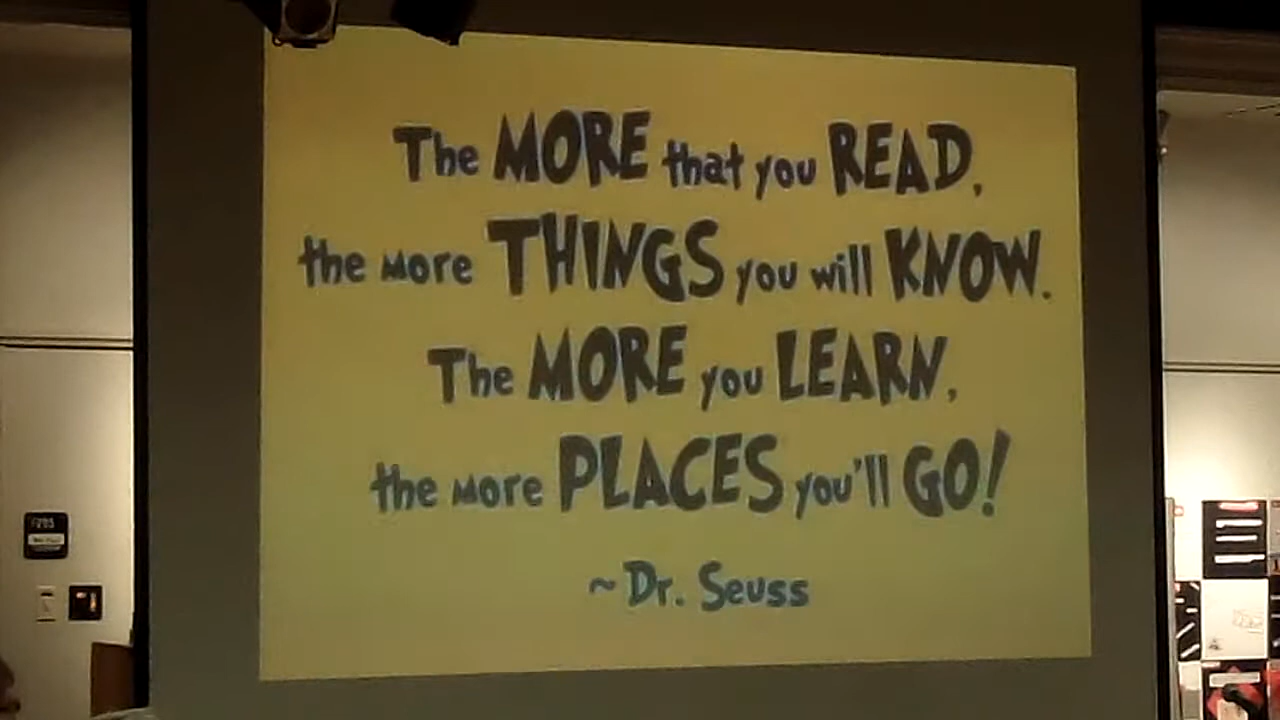 The MORE that you READ,
the more THINGS you will KNOW.
The MORE you LEARN,
the more PLACES you'll GO!
~Dr. Seuss